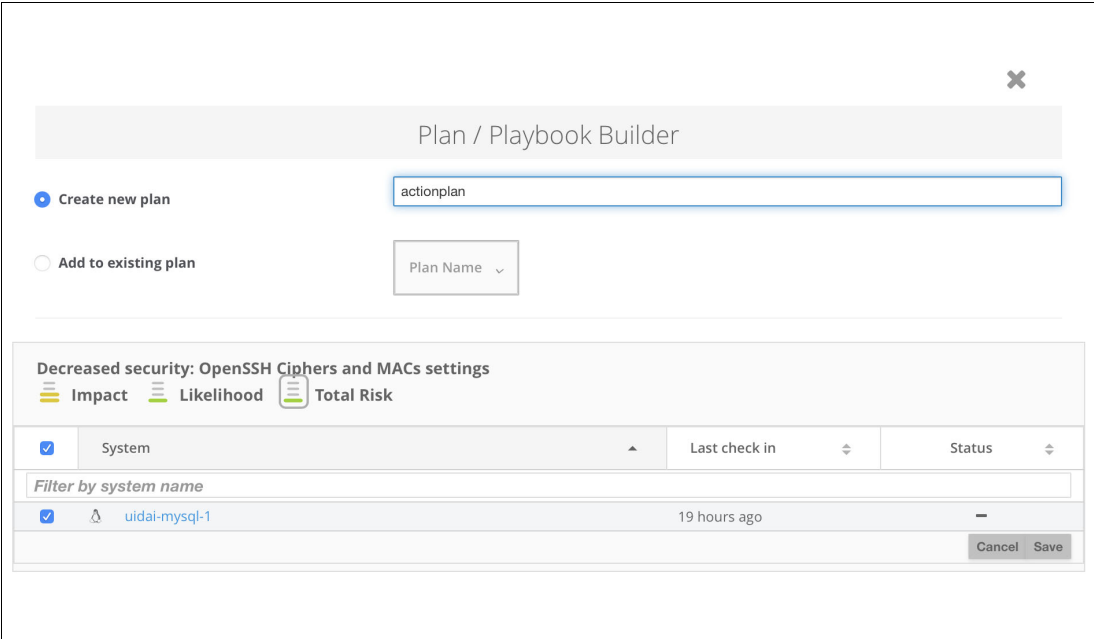 Plan / Playbook Builder
Create new plan
actionplan
Add to existing plan
Plan Name
Decreased security: OpenSSH Ciphers and MACs settings
Impact Likelihood Total Risk
System Last check in Status
Filter by system name
uidai-mysql-1 19 hours ago
Cancel Save